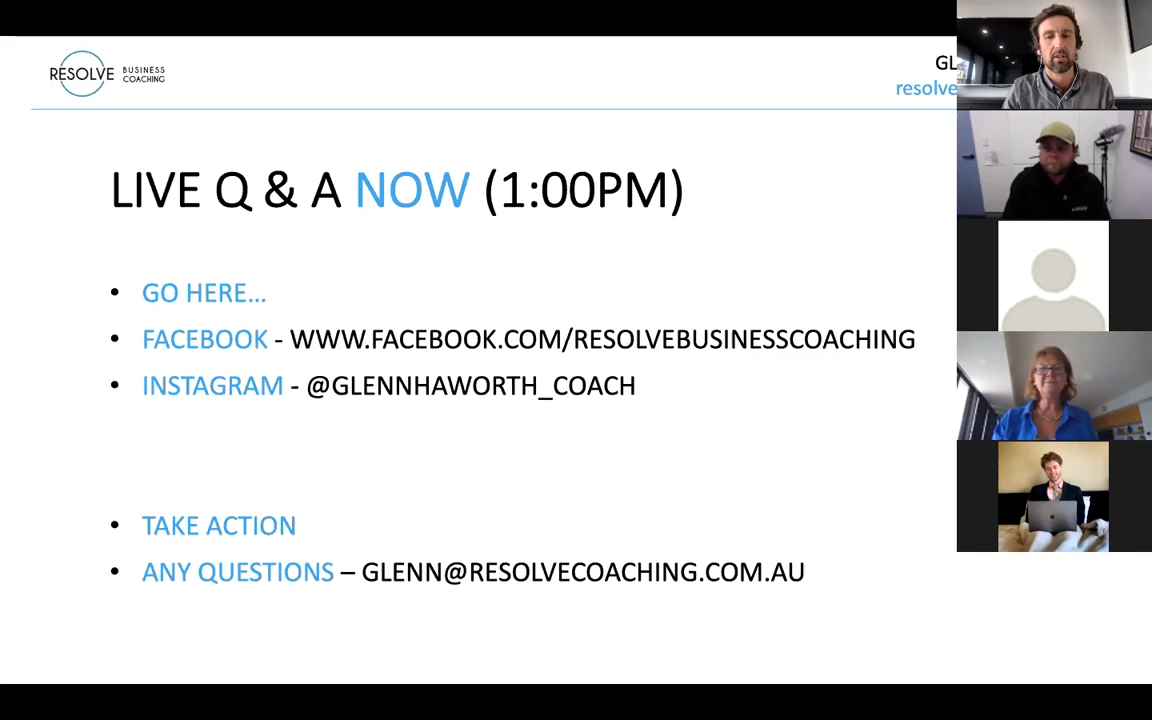 RESOLVE BUSINESS COACHING
GL
resolve
LIVE Q & A NOW (1:00PM)
• GO HERE...
• FACEBOOK - WWW.FACEBOOK.COM/RESOLVEBUSINESSCOACHING
• INSTAGRAM - @GLENNHAWORTH_COACH
• TAKE ACTION
• ANY QUESTIONS – GLENN@RESOLVECOACHING.COM.AU